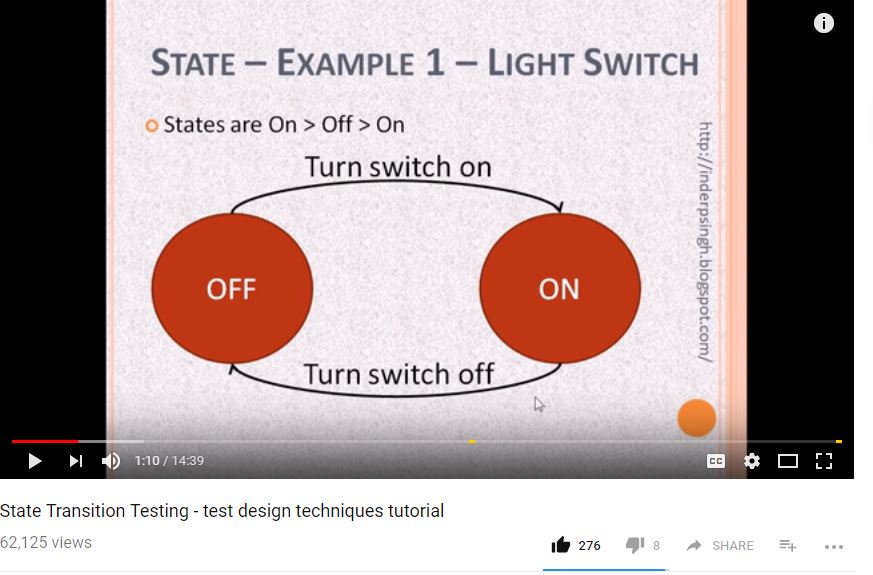 STATE – EXAMPLE 1 – LIGHT SWITCH
States are On > Off > On
Turn switch on
OFF
ON
Turn switch off
http://inderpsingh.blogspot.com/
1:10 / 14:39
CC
State Transition Testing - test design techniques tutorial
62,125 views
276 8 SHARE